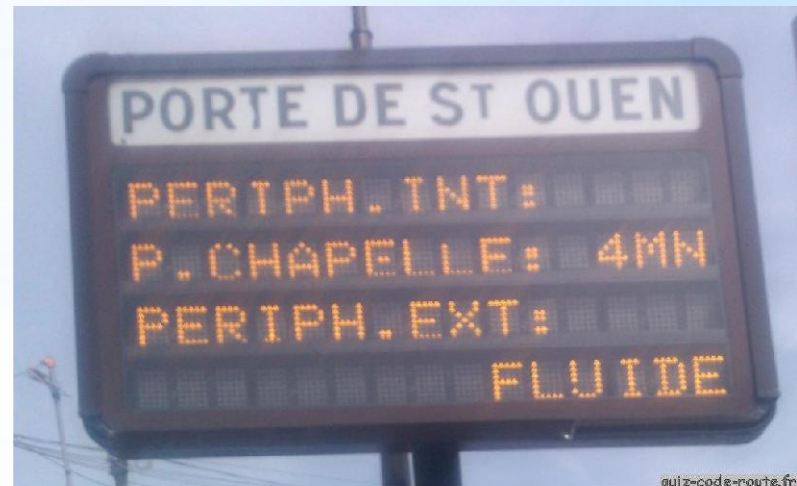 PORTE DE ST OUEN
PERIPH.INT:
P.CHAPELLE: 4MN
PERIPH.EXT:
FLUIDE
quiz-code-route.fr